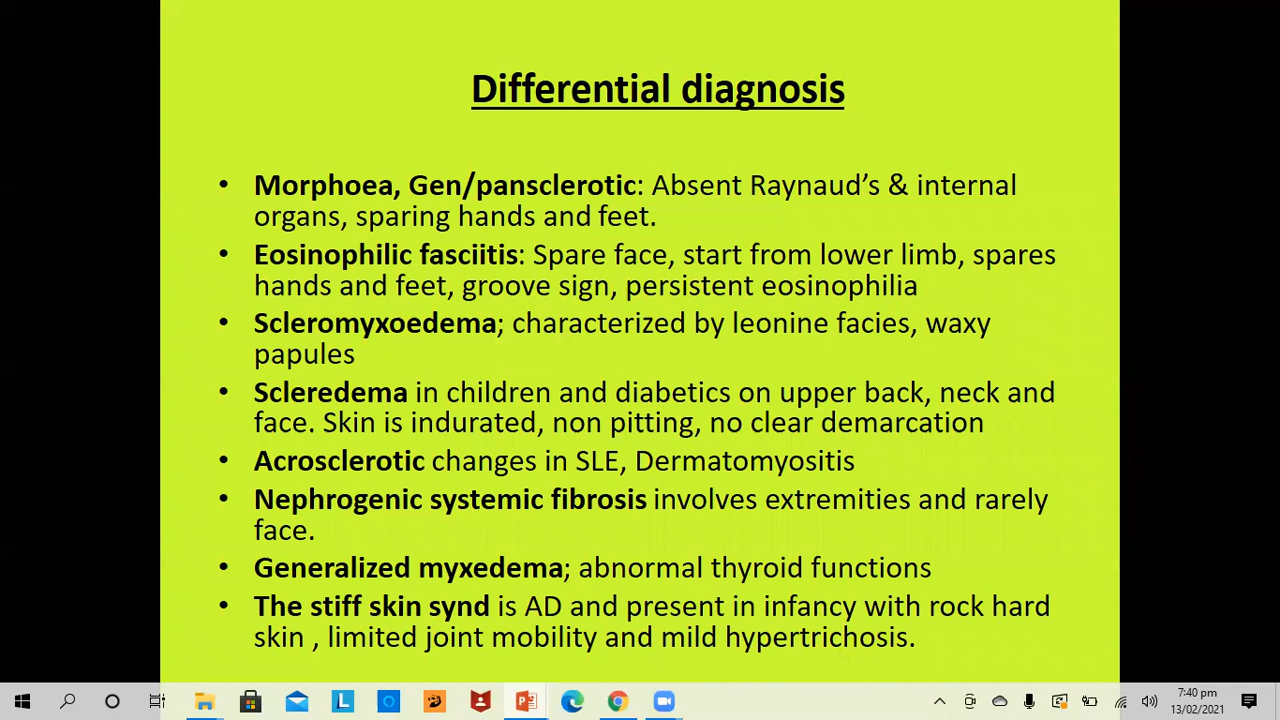 Differential diagnosis
• Morphoea, Gen/pansclerotic: Absent Raynaud’s & internal
organs, sparing hands and feet.
• Eosinophilic fasciitis: Spare face, start from lower limb, spares
hands and feet, groove sign, persistent eosinophilia
• Scleromyxoedema; characterized by leonine facies, waxy
papules
• Scleredema in children and diabetics on upper back, neck and
face. Skin is indurated, non pitting, no clear demarcation
• Acrosclerotic changes in SLE, Dermatomyositis
• Nephrogenic systemic fibrosis involves extremities and rarely
face.
• Generalized myxedema; abnormal thyroid functions
• The stiff skin synd is AD and present in infancy with rock hard
skin , limited joint mobility and mild hypertrichosis.
7:40 pm
13/02/2021